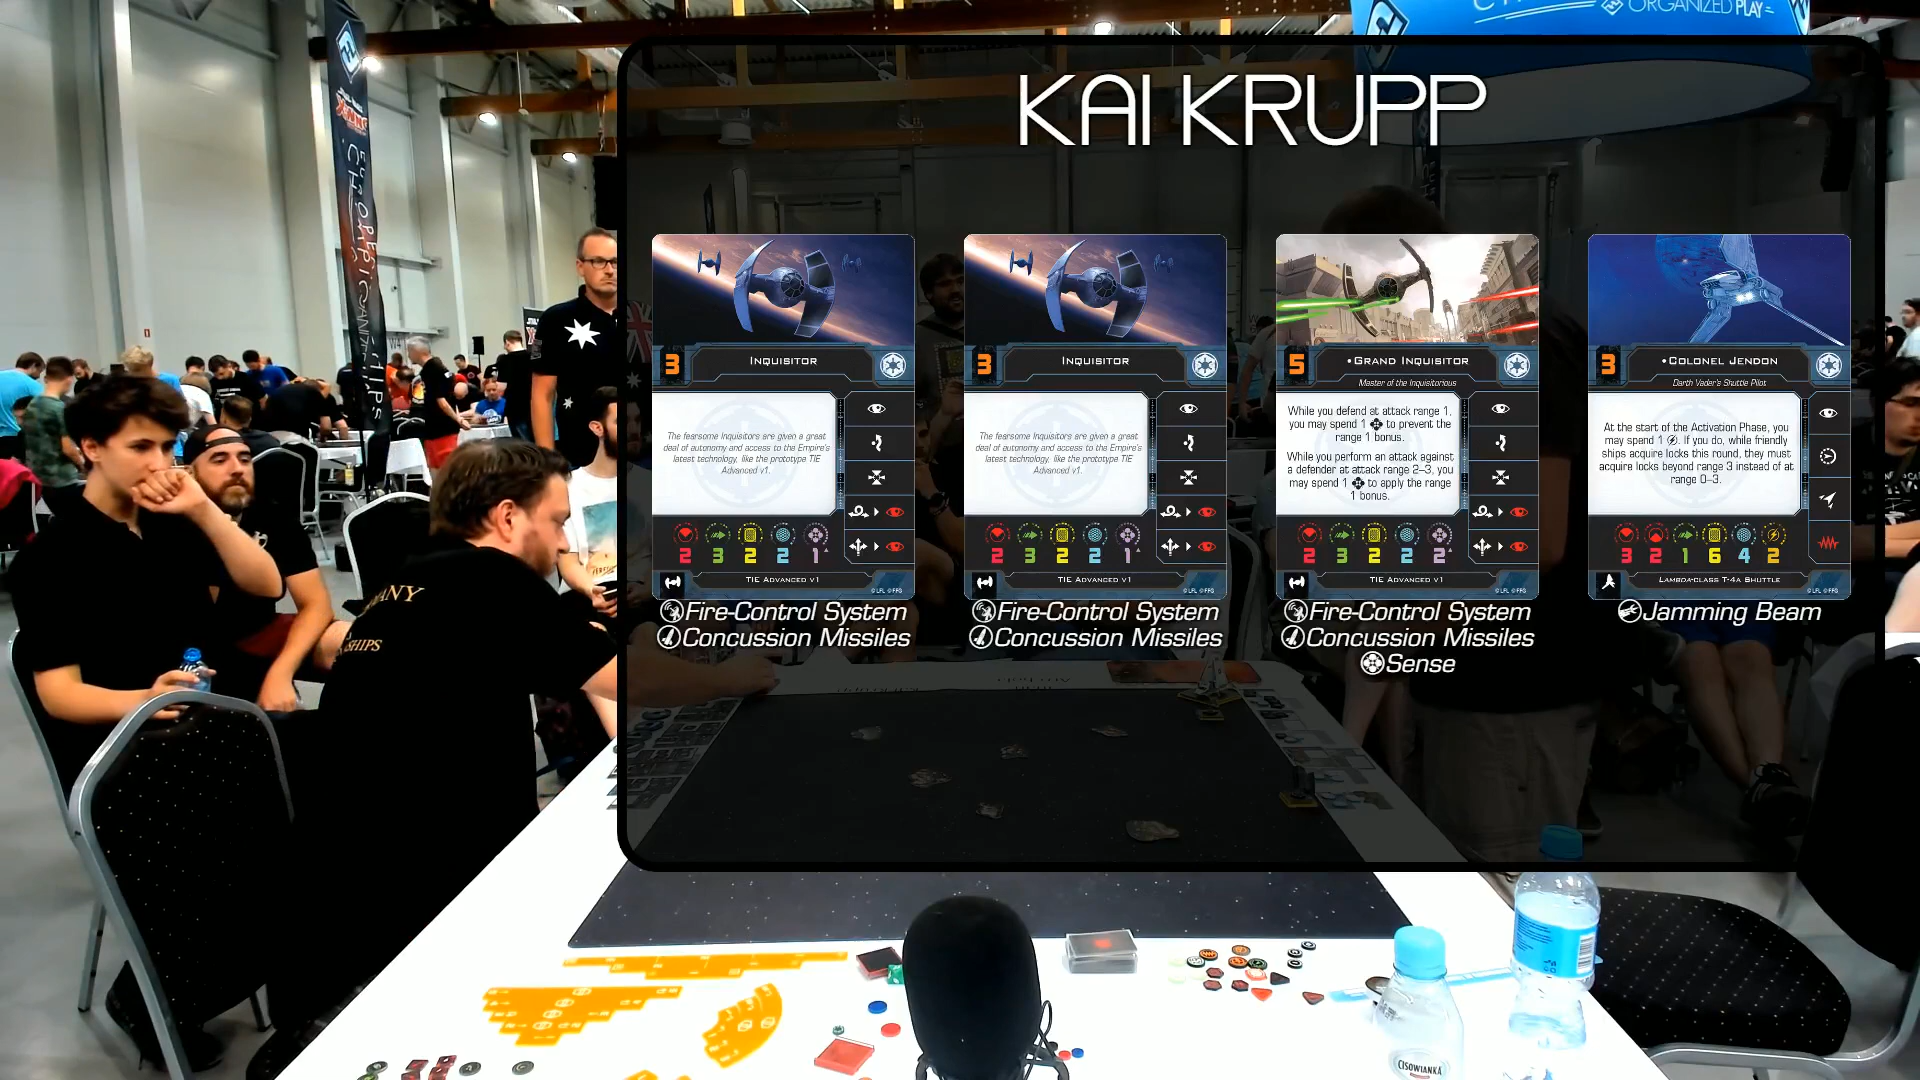 ORGANIZED PLAY
KAI KRUPP
3
INQUISITOR
The fearsome Inquisitors are given a great
deal of autonomy and access to the Empire's
latest technology, like the prototype TIE
Advanced v1.
2 3 2 2 1
TIE ADVANCED V1
© LFL © FFG
Fire-Control System
Concussion Missiles
3
INQUISITOR
The fearsome Inquisitors are given a great
deal of autonomy and access to the Empire's
latest technology, like the prototype TIE
Advanced v1.
2 3 2 2 1
TIE ADVANCED V1
© LFL © FFG
Fire-Control System
Concussion Missiles
5
•GRAND INQUISITOR
Master of the Inquisitorius
While you defend at attack range 1,
you may spend 1 to prevent the
range 1 bonus.
While you perform an attack against
a defender at attack range 2–3, you
may spend 1 to apply the range
1 bonus.
2 3 2 2 2
TIE ADVANCED V1
© LFL © FFG
Fire-Control System
Concussion Missiles
Sense
3
•COLONEL JENDON
Darth Vader's Shuttle Pilot
At the start of the Activation Phase, you
may spend 1. If you do, while friendly
ships acquire locks this round, they must
acquire locks beyond range 3 instead of at
range 0–3.
3 2 1 6 4 2
LAMBDA-CLASS T-4A SHUTTLE
© LFL © FFG
Jamming Beam
MANY
SHIPS
CISOWIANKA